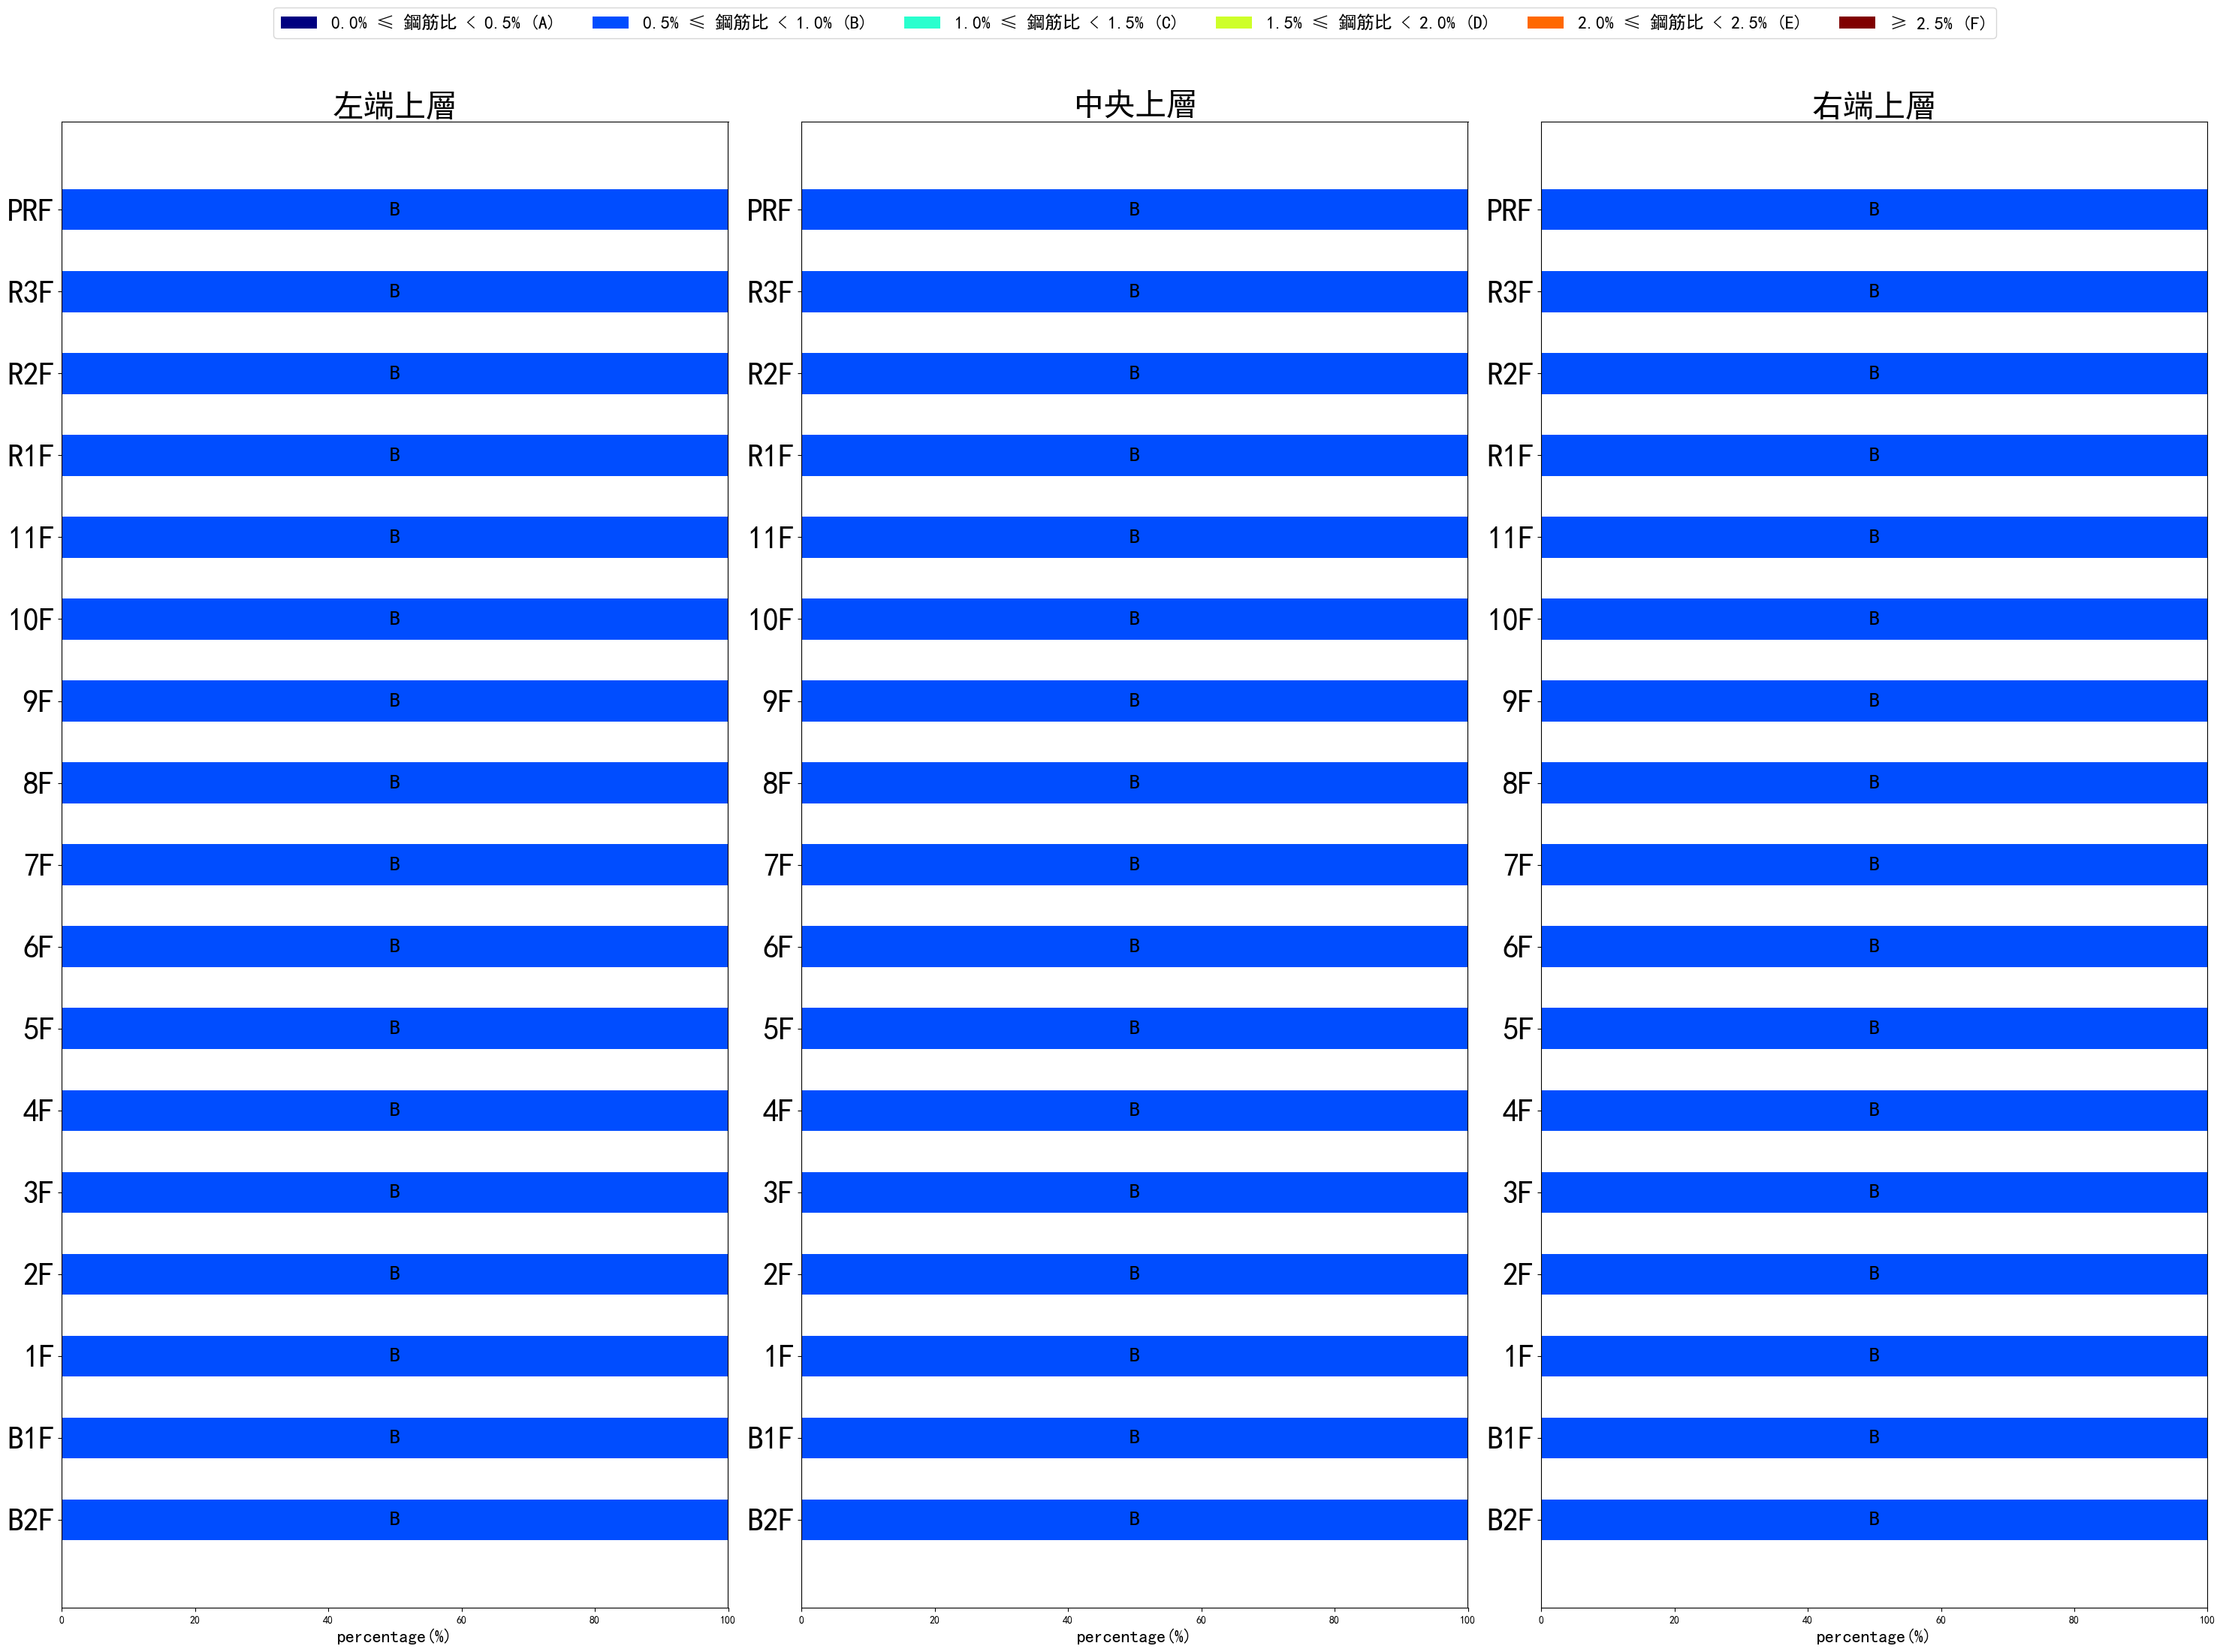 0.0% ≤ 鋼筋比 < 0.5% (A) 0.5% ≤ 鋼筋比 < 1.0% (B) 1.0% ≤ 鋼筋比 < 1.5% (C) 1.5% ≤ 鋼筋比 < 2.0% (D) 2.0% ≤ 鋼筋比 < 2.5% (E) ≥ 2.5% (F)
左端上層 中央上層 右端上層
PRF B PRF B PRF B
R3F B R3F B R3F B
R2F B R2F B R2F B
R1F B R1F B R1F B
11F B 11F B 11F B
10F B 10F B 10F B
9F B 9F B 9F B
8F B 8F B 8F B
7F B 7F B 7F B
6F B 6F B 6F B
5F B 5F B 5F B
4F B 4F B 4F B
3F B 3F B 3F B
2F B 2F B 2F B
1F B 1F B 1F B
B1F B B1F B B1F B
B2F B B2F B B2F B
0 20 40 60 80 100 0 20 40 60 80 100 0 20 40 60 80 100
percentage(%) percentage(%) percentage(%)